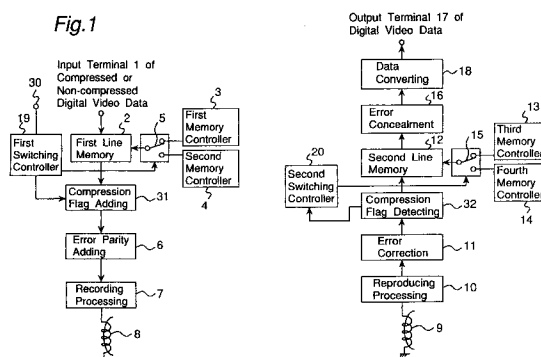 Fig.1
Input Terminal 1 of
Compressed or
Non-compressed
Digital Video Data
30
19
2
5
3
First
Switching
Controller
First Line
Memory
First
Memory
Controller
Second
Memory
Controller
4
Compression
Flag Adding
31
Error Parity
Adding
6
Recording
Processing
7
8
Output Terminal 17 of
Digital Video Data
Data
Converting
18
16
Error
Concealment
12
15
13
Second Line
Memory
Third
Memory
Controller
Fourth
Memory
Controller
14
20
Second
Switching
Controller
Compression
Flag Detecting
32
Error
Correction
11
Reproducing
Processing
10
9